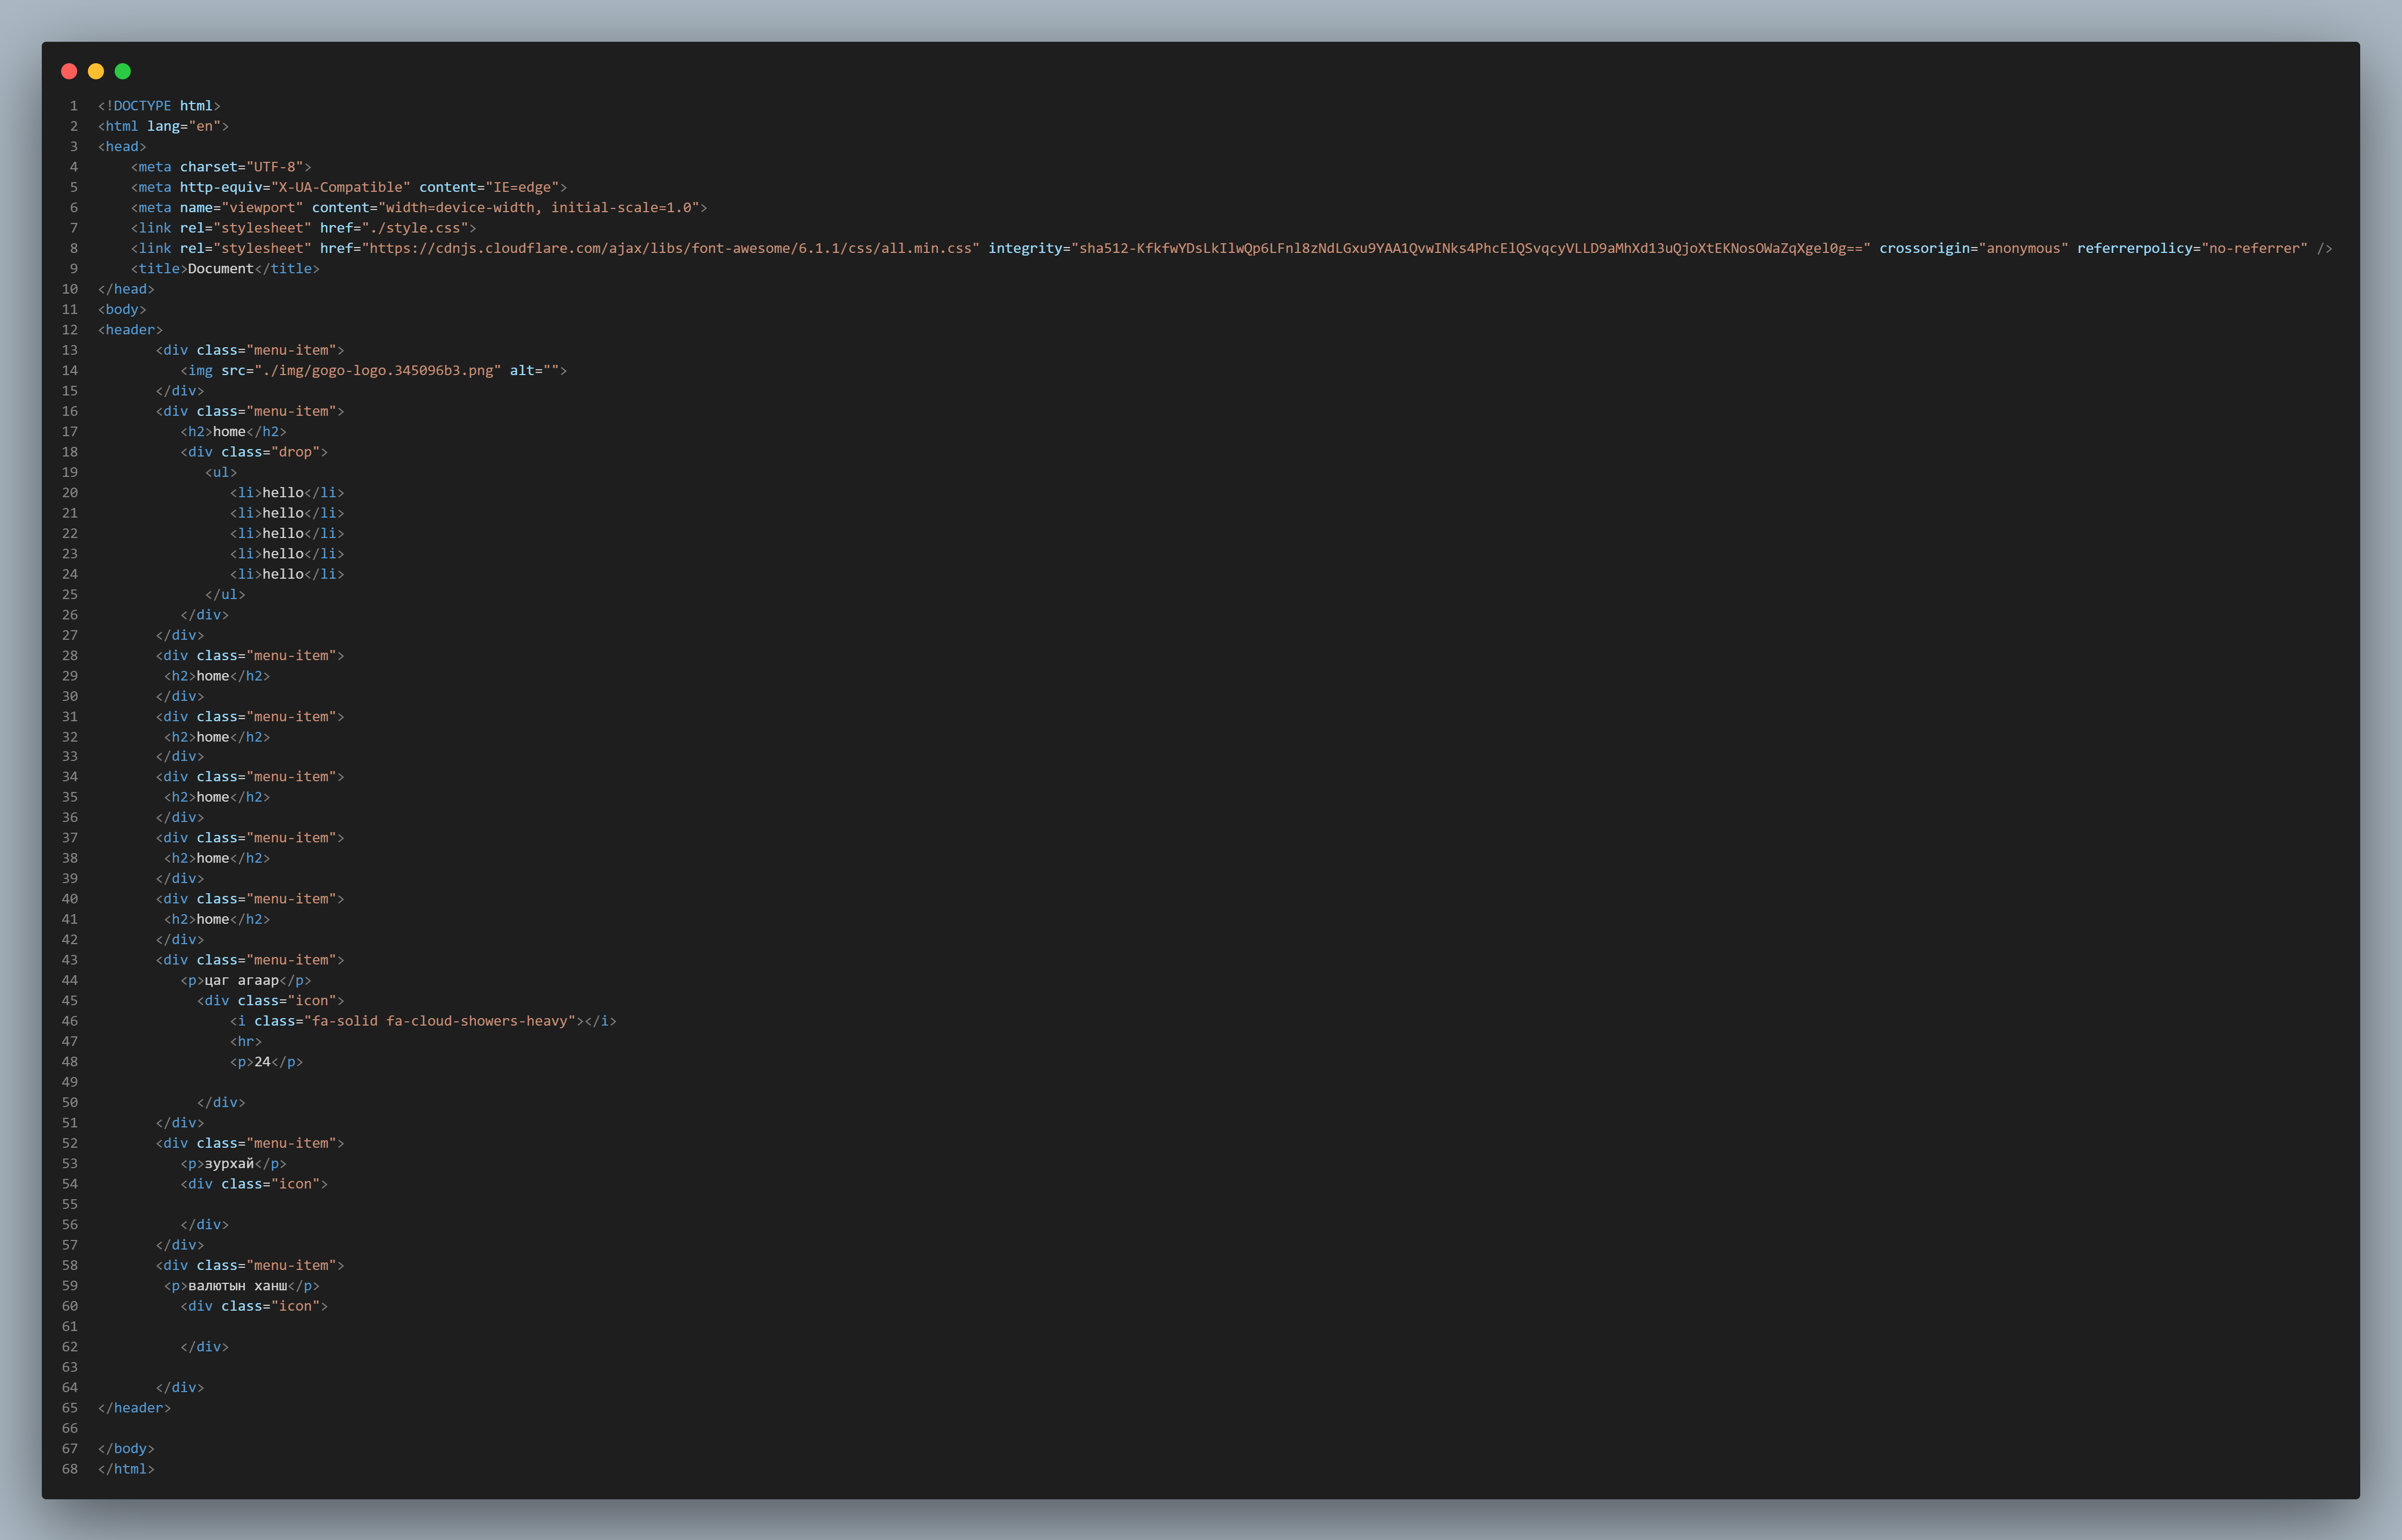 1 <!DOCTYPE html>
2 <html lang="en">
3 <head>
4     <meta charset="UTF-8">
5     <meta http-equiv="X-UA-Compatible" content="IE=edge">
6     <meta name="viewport" content="width=device-width, initial-scale=1.0">
7     <link rel="stylesheet" href="./style.css">
8     <link rel="stylesheet" href="https://cdnjs.cloudflare.com/ajax/libs/font-awesome/6.1.1/css/all.min.css" integrity="sha512-KfkfwYDsLkIlwQp6LFnl8zNdLGxu9YAA1QvwINks4PhcElQSvqcyVLLD9aMhXd13uQjoXtEKNosOWaZqXgel0g==" crossorigin="anonymous" referrerpolicy="no-referrer" />
9     <title>Document</title>
10 </head>
11 <body>
12 <header>
13        <div class="menu-item">
14           <img src="./img/gogo-logo.345096b3.png" alt="">
15        </div>
16        <div class="menu-item">
17           <h2>home</h2>
18           <div class="drop">
19              <ul>
20                 <li>hello</li>
21                 <li>hello</li>
22                 <li>hello</li>
23                 <li>hello</li>
24                 <li>hello</li>
25              </ul>
26           </div>
27        </div>
28        <div class="menu-item">
29         <h2>home</h2>
30        </div>
31        <div class="menu-item">
32         <h2>home</h2>
33        </div>
34        <div class="menu-item">
35         <h2>home</h2>
36        </div>
37        <div class="menu-item">
38         <h2>home</h2>
39        </div>
40        <div class="menu-item">
41         <h2>home</h2>
42        </div>
43        <div class="menu-item">
44           <p>цаг агаар</p>
45             <div class="icon">
46                 <i class="fa-solid fa-cloud-showers-heavy"></i>
47                 <hr>
48                 <p>24</p>
49
50             </div>
51        </div>
52        <div class="menu-item">
53           <p>зурхай</p>
54           <div class="icon">
55
56           </div>
57        </div>
58        <div class="menu-item">
59         <p>валютын ханш</p>
60           <div class="icon">
61
62           </div>
63
64        </div>
65 </header>
66
67 </body>
68 </html>